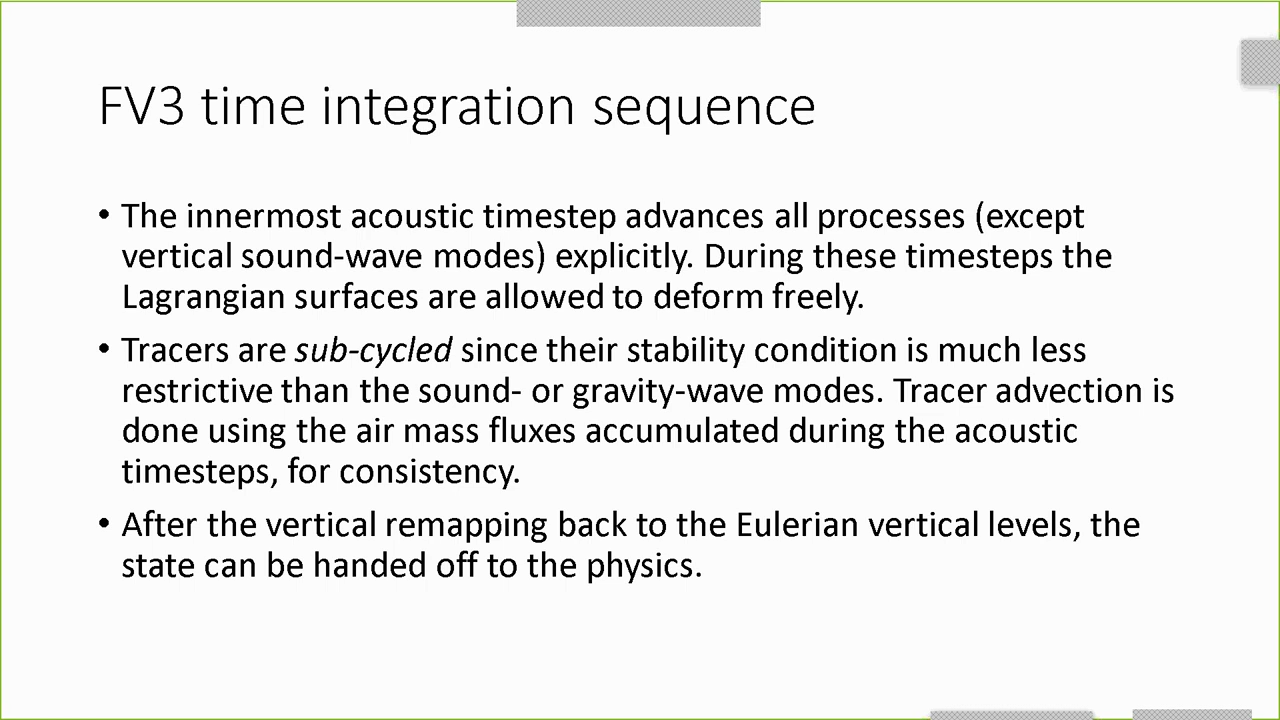 FV3 time integration sequence
• The innermost acoustic timestep advances all processes (except
vertical sound-wave modes) explicitly. During these timesteps the
Lagrangian surfaces are allowed to deform freely.
• Tracers are sub-cycled since their stability condition is much less
restrictive than the sound- or gravity-wave modes. Tracer advection is
done using the air mass fluxes accumulated during the acoustic
timesteps, for consistency.
• After the vertical remapping back to the Eulerian vertical levels, the
state can be handed off to the physics.